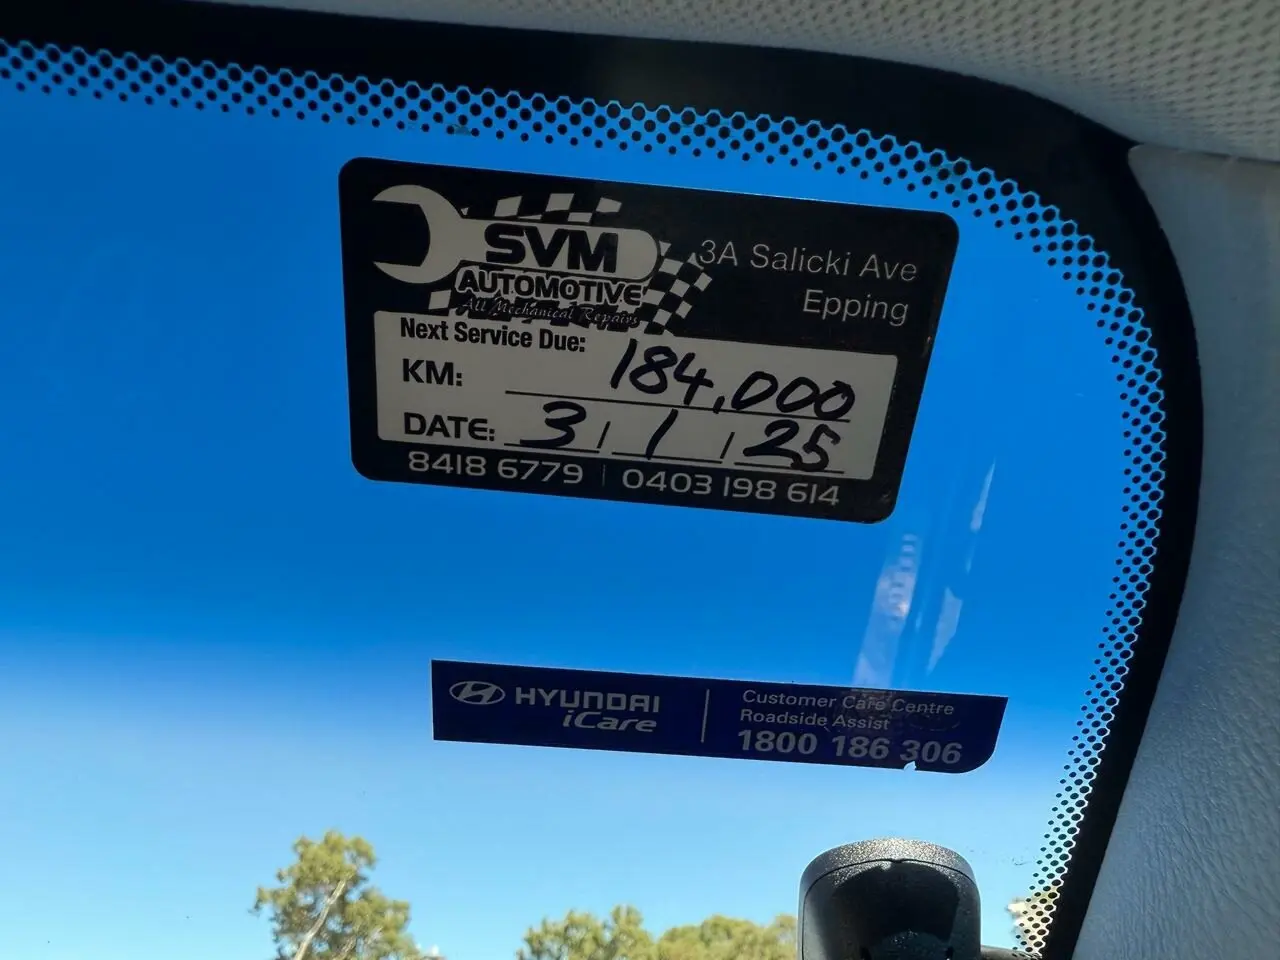 SVM
AUTOMOTIVE
All Mechanical Repairs
3A Salicki Ave
Epping
Next Service Due:
KM: 184,000
DATE: 3 / 1 / 25
8418 6779 | 0403 198 614
HYUNDAI
iCare
Customer Care Centre
Roadside Assist
1800 186 306